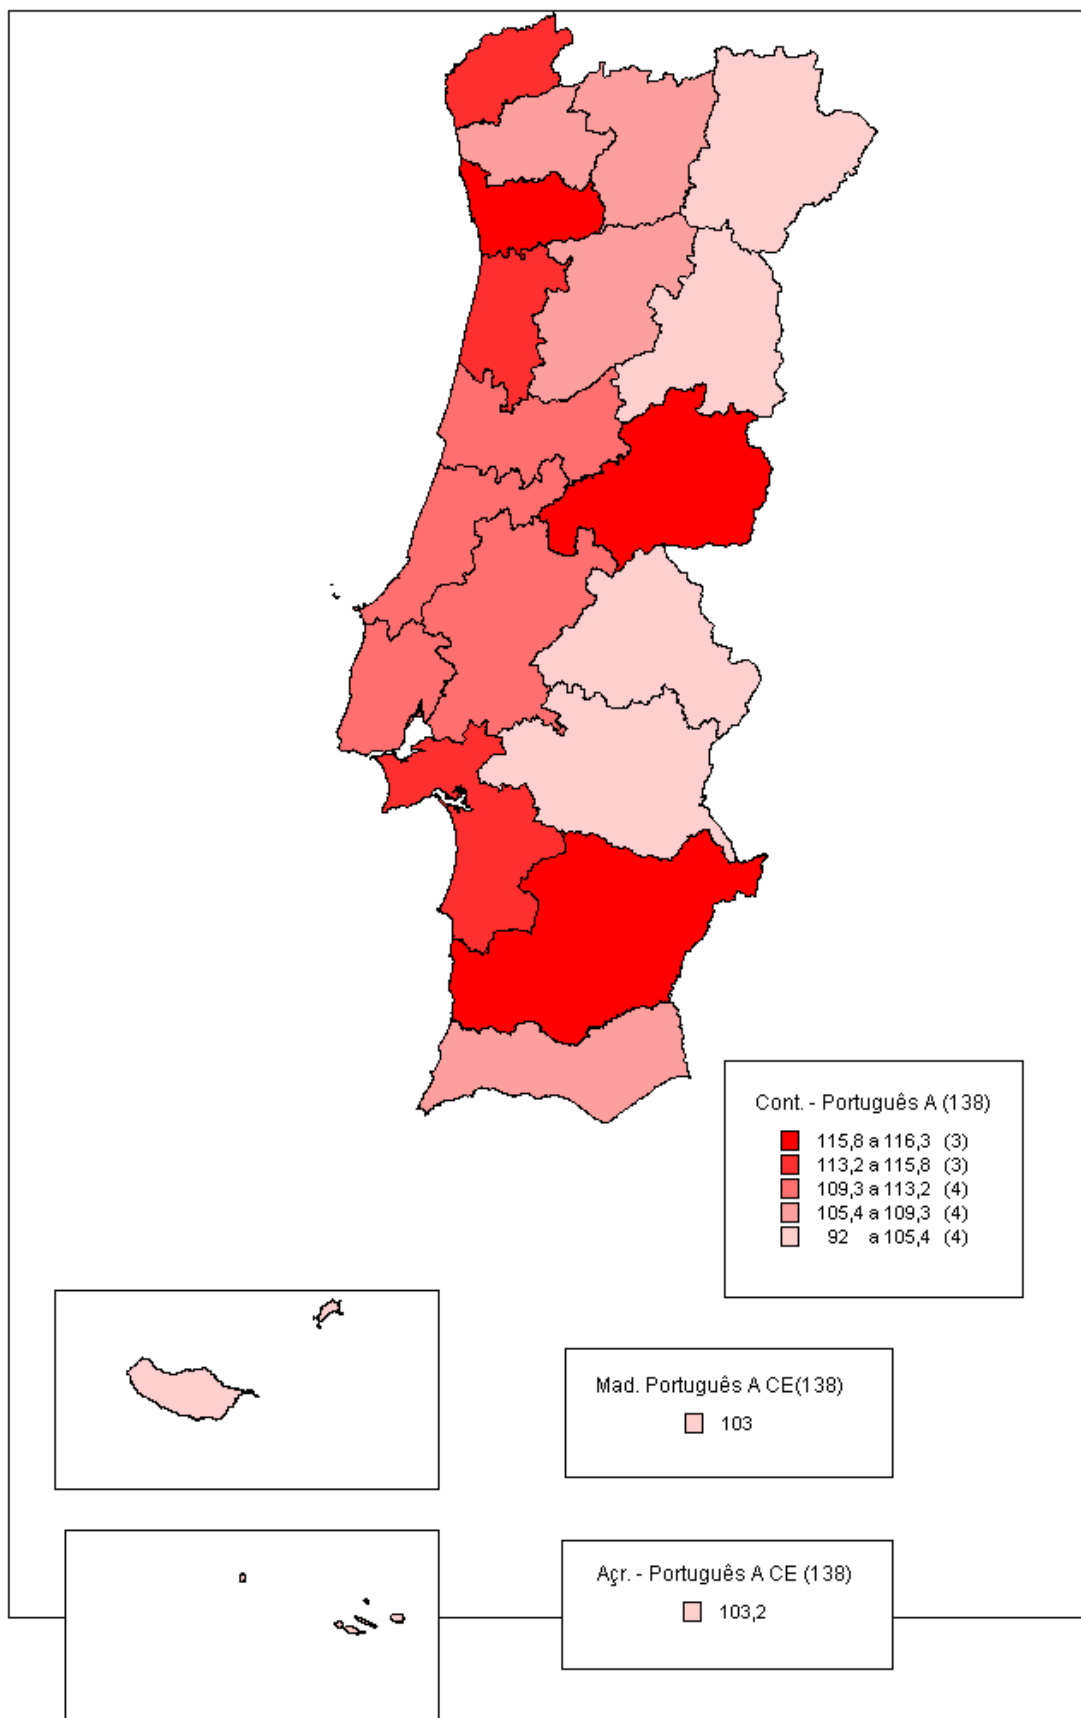 Cont. - Português A (138)
115,8 a 116,3 (3)
113,2 a 115,8 (3)
109,3 a 113,2 (4)
105,4 a 109,3 (4)
92 a 105,4 (4)
Mad. Português A CE(138)
103
Açr. - Português A CE (138)
103,2